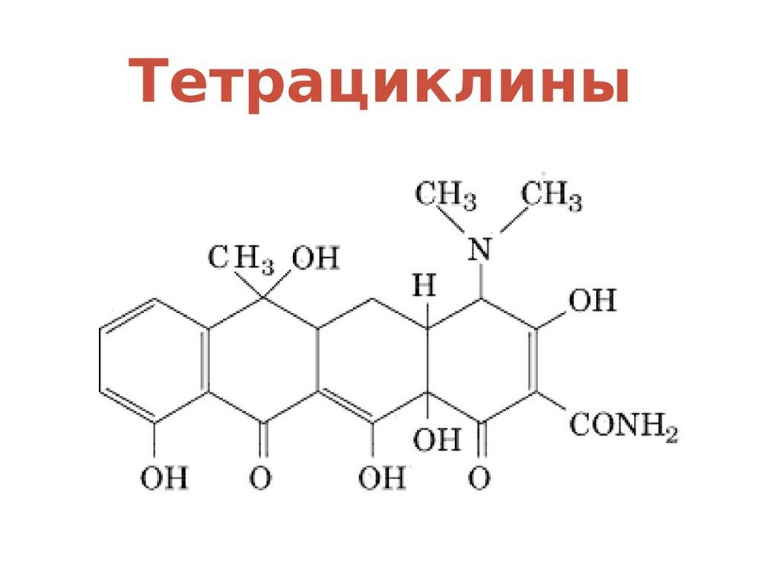 Тетрациклины
CH3 CH3
N
CH3 OH
H
OH
CONH2
OH
OH O OH O